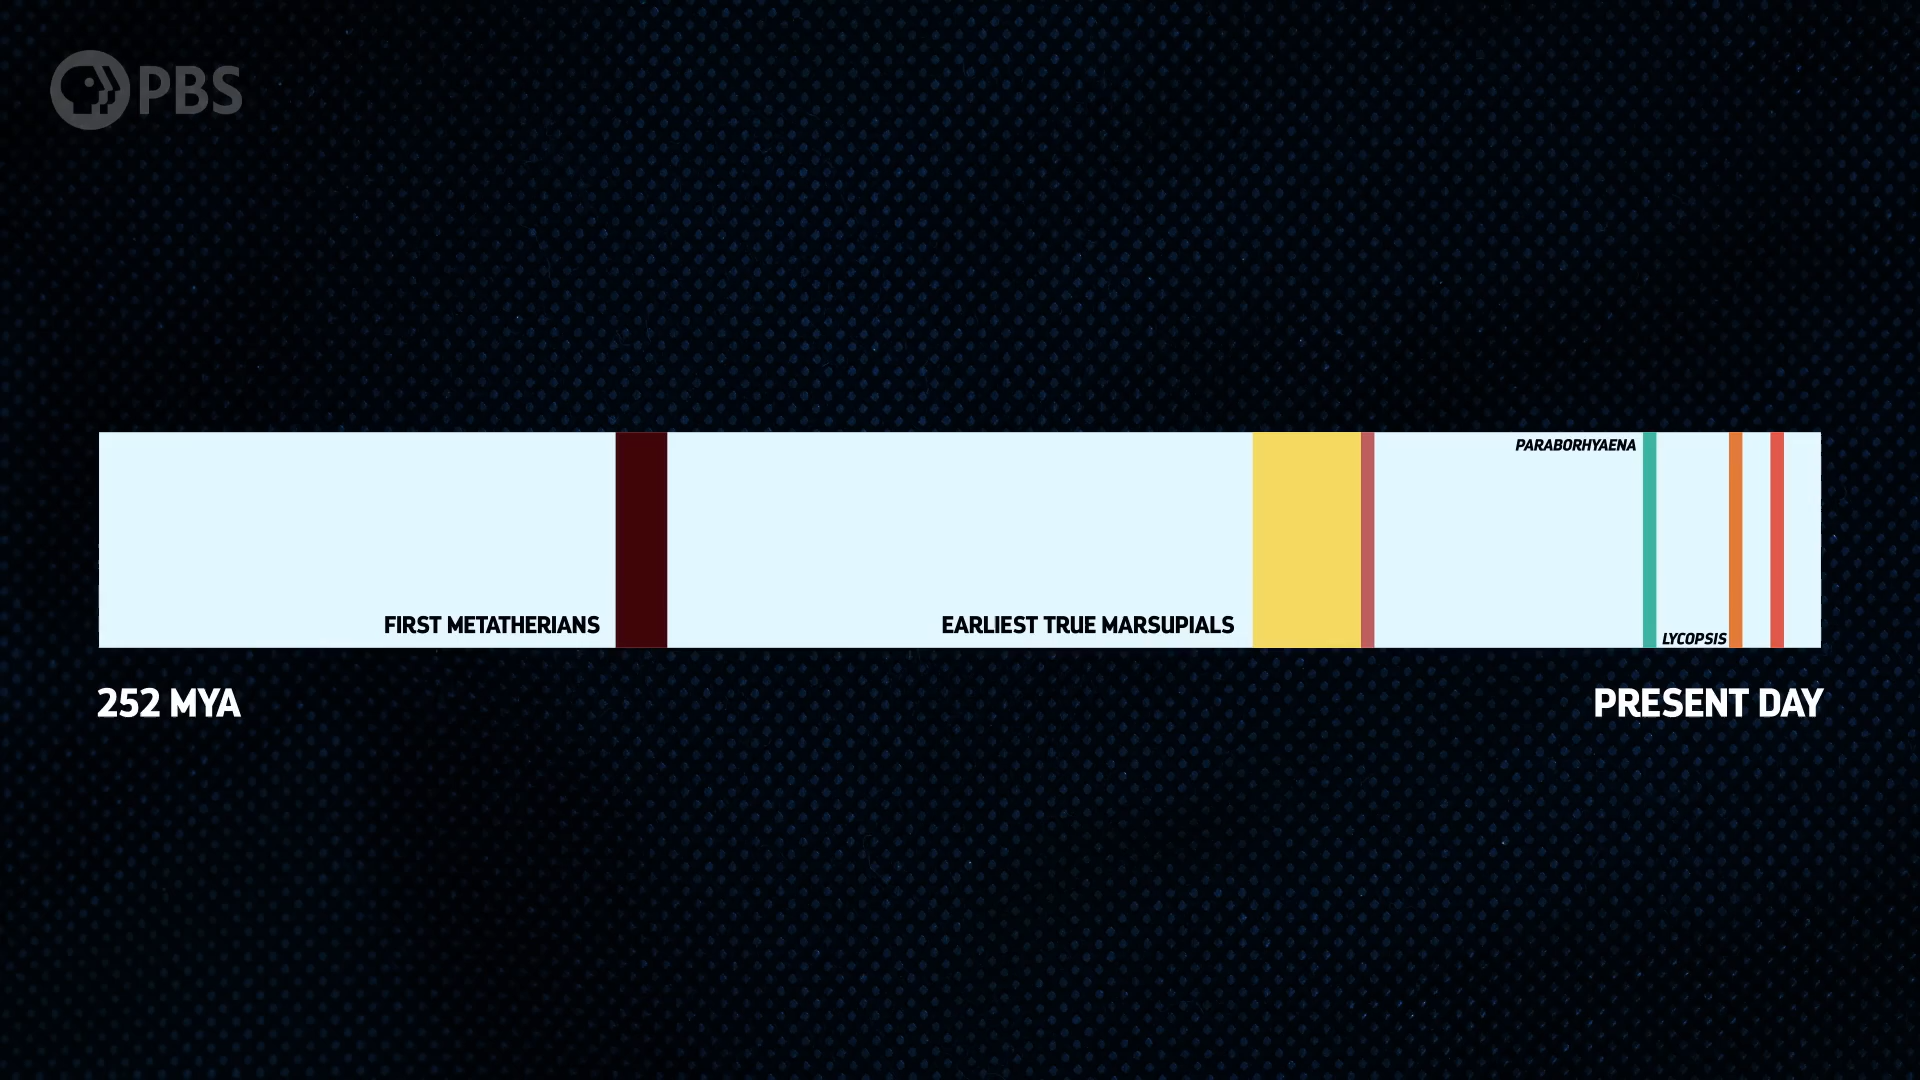 PBS
PARABORHYAENA
FIRST METATHERIANS
EARLIEST TRUE MARSUPIALS
LYCOPSIS
252 MYA
PRESENT DAY